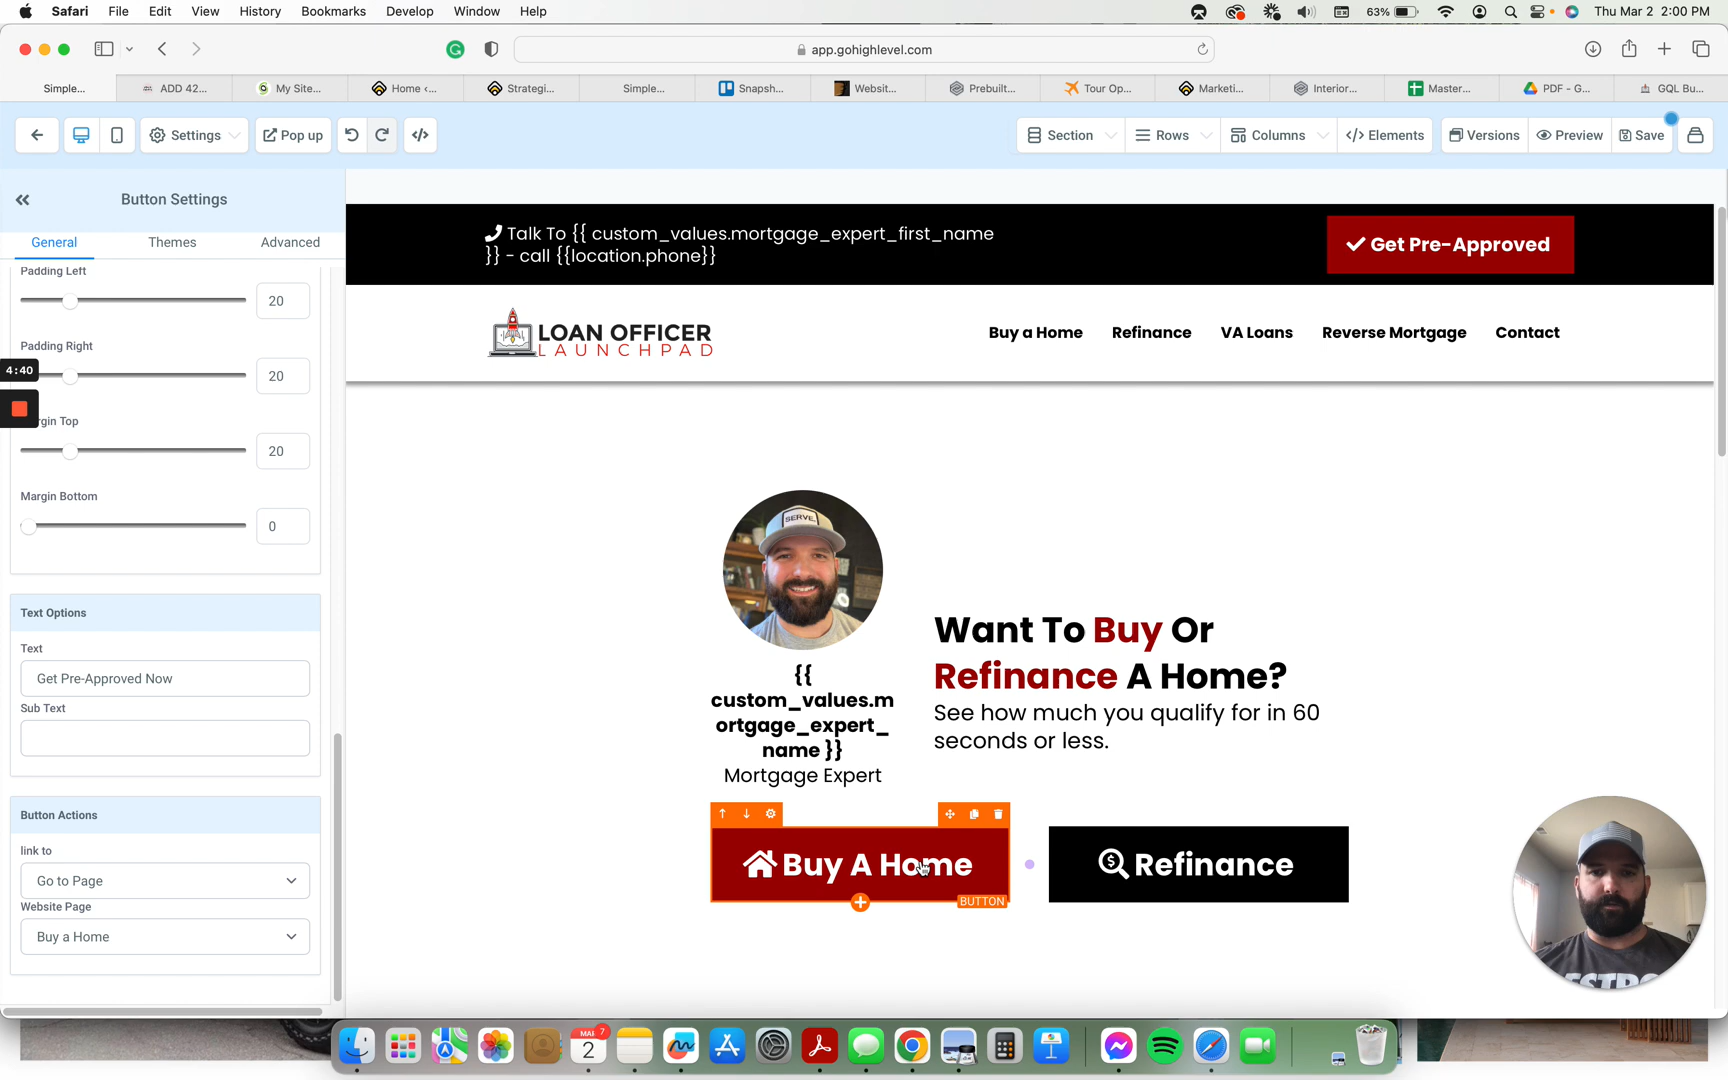 Safari File Edit View History Bookmarks Develop Window Help 63% Thu Mar 2 2:00 PM
app.gohighlevel.com
Simple... ADD 42... My Site... Home <... Strategi... Simple... Snapsh... Websit... Prebuilt... Tour Op... Marketi... Interior... Master... PDF - G... GQL Bu...
Settings Pop up </> Section Rows Columns </> Elements Versions Preview Save
Button Settings
General Themes Advanced
Padding Left
20
Padding Right
20
4:40
rgin Top
20
Margin Bottom
0
Text Options
Text
Get Pre-Approved Now
Sub Text
Button Actions
link to
Go to Page
Website Page
Buy a Home
Talk To {{ custom_values.mortgage_expert_first_name
}} - call {{location.phone}}
Get Pre-Approved
LOAN OFFICER
LAUNCHPAD
Buy a Home Refinance VA Loans Reverse Mortgage Contact
SERVE.
{{
custom_values.m
ortgage_expert_
name }}
Mortgage Expert
Want To Buy Or
Refinance A Home?
See how much you qualify for in 60
seconds or less.
Buy A Home
BUTTON
Refinance
MAR 7
2